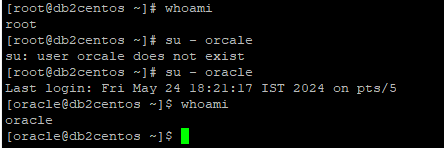 [root@db2centos ~]# whoami
root
[root@db2centos ~]# su - orcale
su: user orcale does not exist
[root@db2centos ~]# su - oracle
Last login: Fri May 24 18:21:17 IST 2024 on pts/5
[oracle@db2centos ~]$ whoami
oracle
[oracle@db2centos ~]$